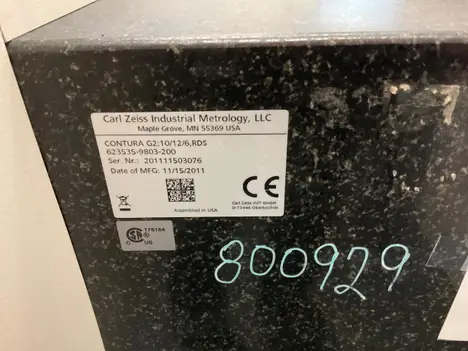 Carl Zeiss Industrial Metrology, LLC
Maple Grove, MN 55369 USA
CONTURA G2;10/12/6,RDS
623535-9803-200
Ser. Nr.: 201111503076
Date of MFG: 11/15/2011
CE
Assembled in USA
Carl Zeiss IMT GmbH
D-73446 Oberkochen
176164
C US
800929